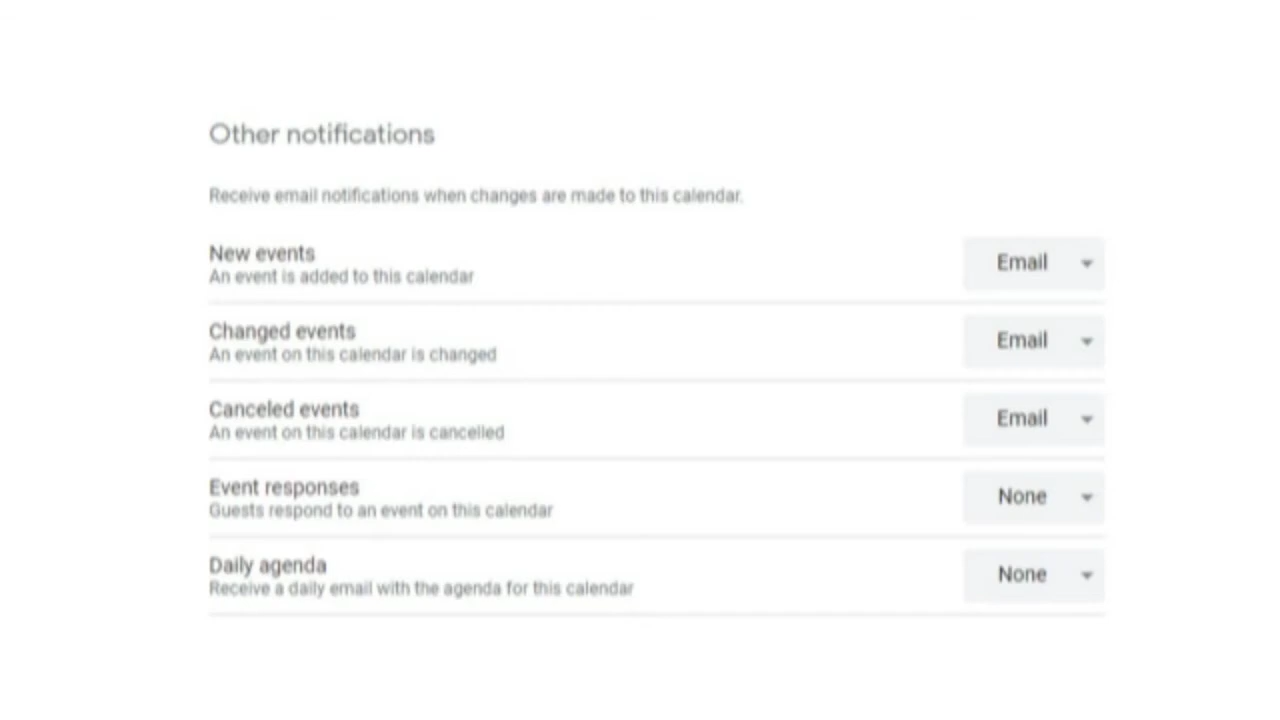 Other notifications
Receive email notifications when changes are made to this calendar.
New events
An event is added to this calendar
Email
Changed events
An event on this calendar is changed
Email
Canceled events
An event on this calendar is cancelled
Email
Event responses
Guests respond to an event on this calendar
None
Daily agenda
Receive a daily email with the agenda for this calendar
None